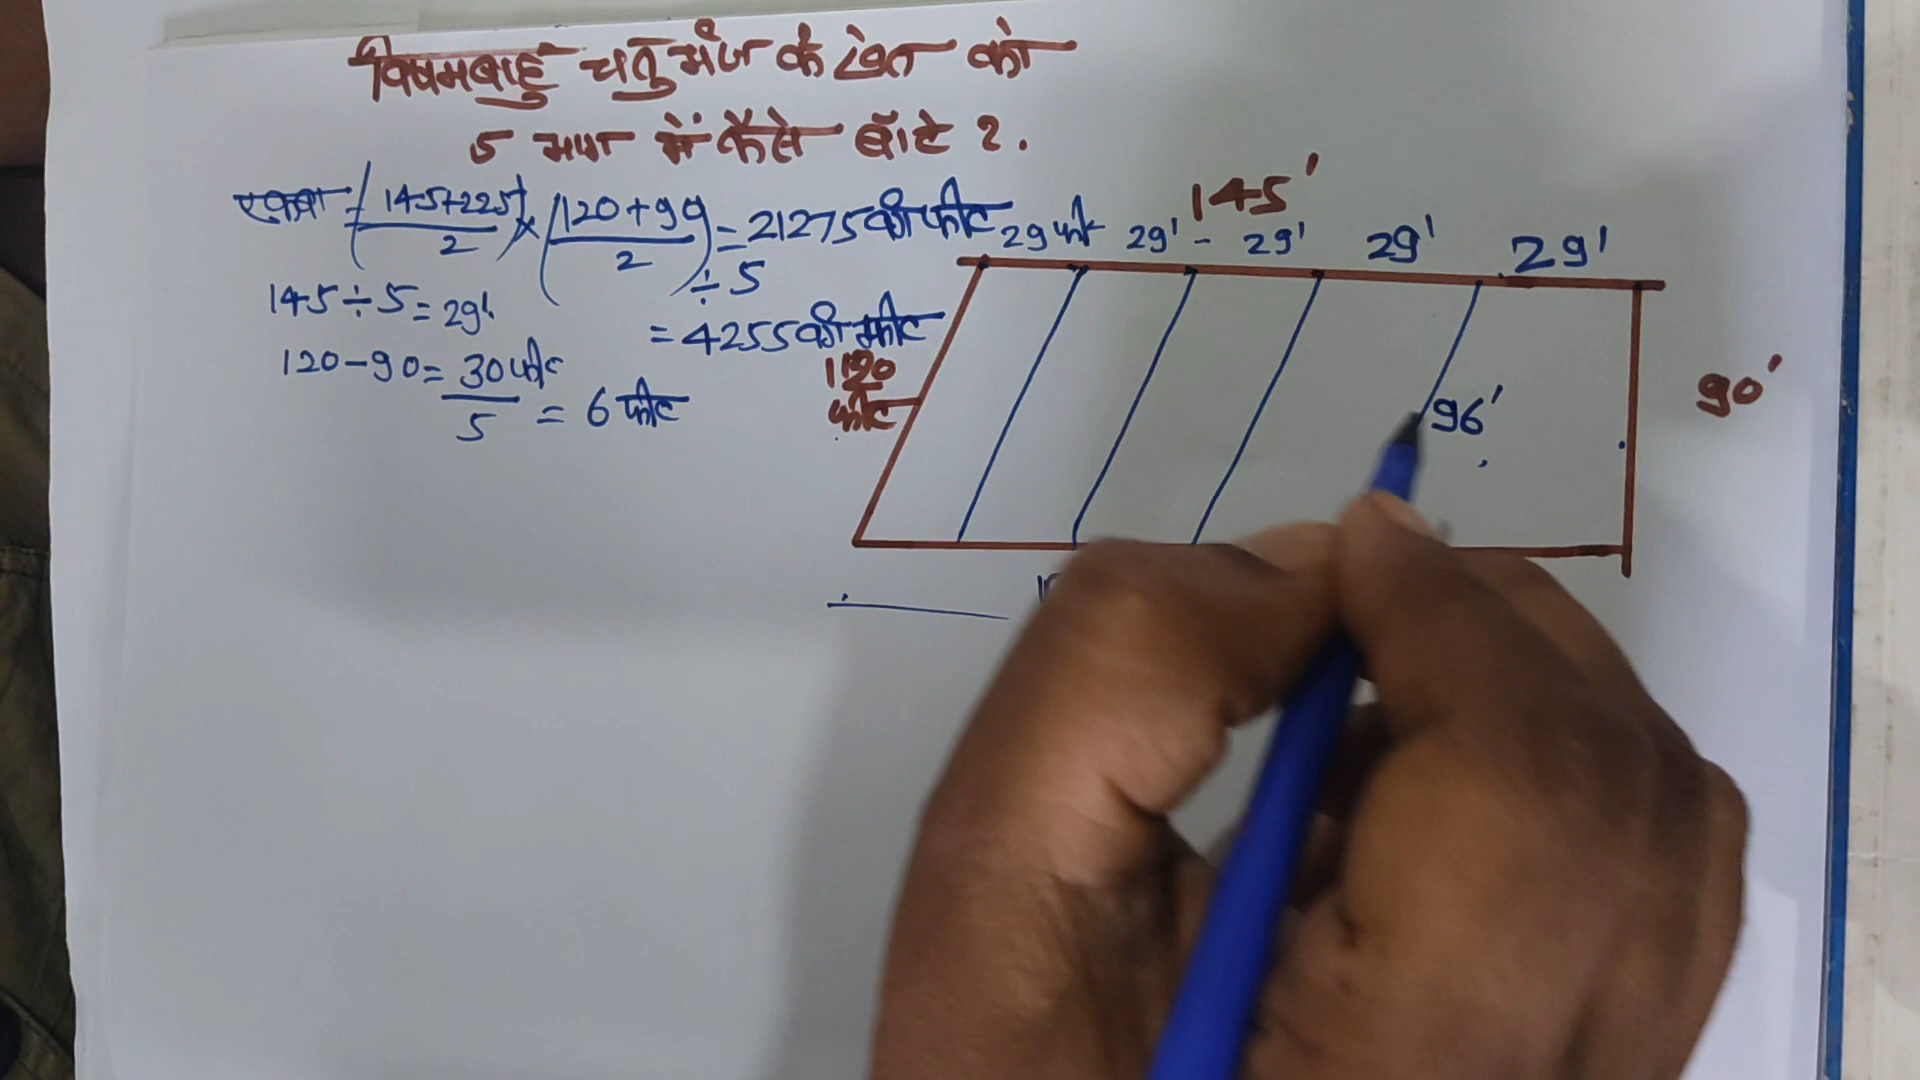 विषमबाहु चतुर्भुज के खेत को
5 भाग में कैसे बाँटे ?.
रकबा = (145+225/2) × (120+90/2) = 21275 वर्ग फीट
÷ 5
= 4255 वर्ग फीट
145 ÷ 5 = 29'
120 - 90 = 30 फीट
/5 = 6 फीट
145'
29 फीट 29' - 29' 29' 29'
120
फीट
96'
90'